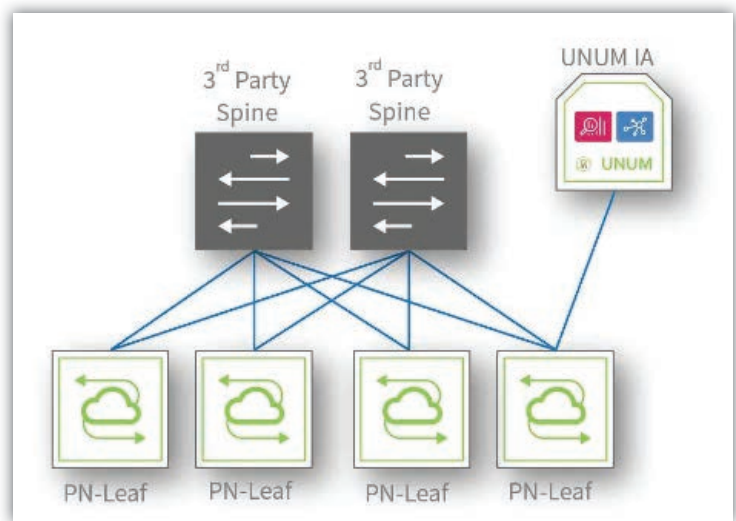 UNUM IA
3rd Party
Spine
3rd Party
Spine
UNUM
PN-Leaf
PN-Leaf
PN-Leaf
PN-Leaf